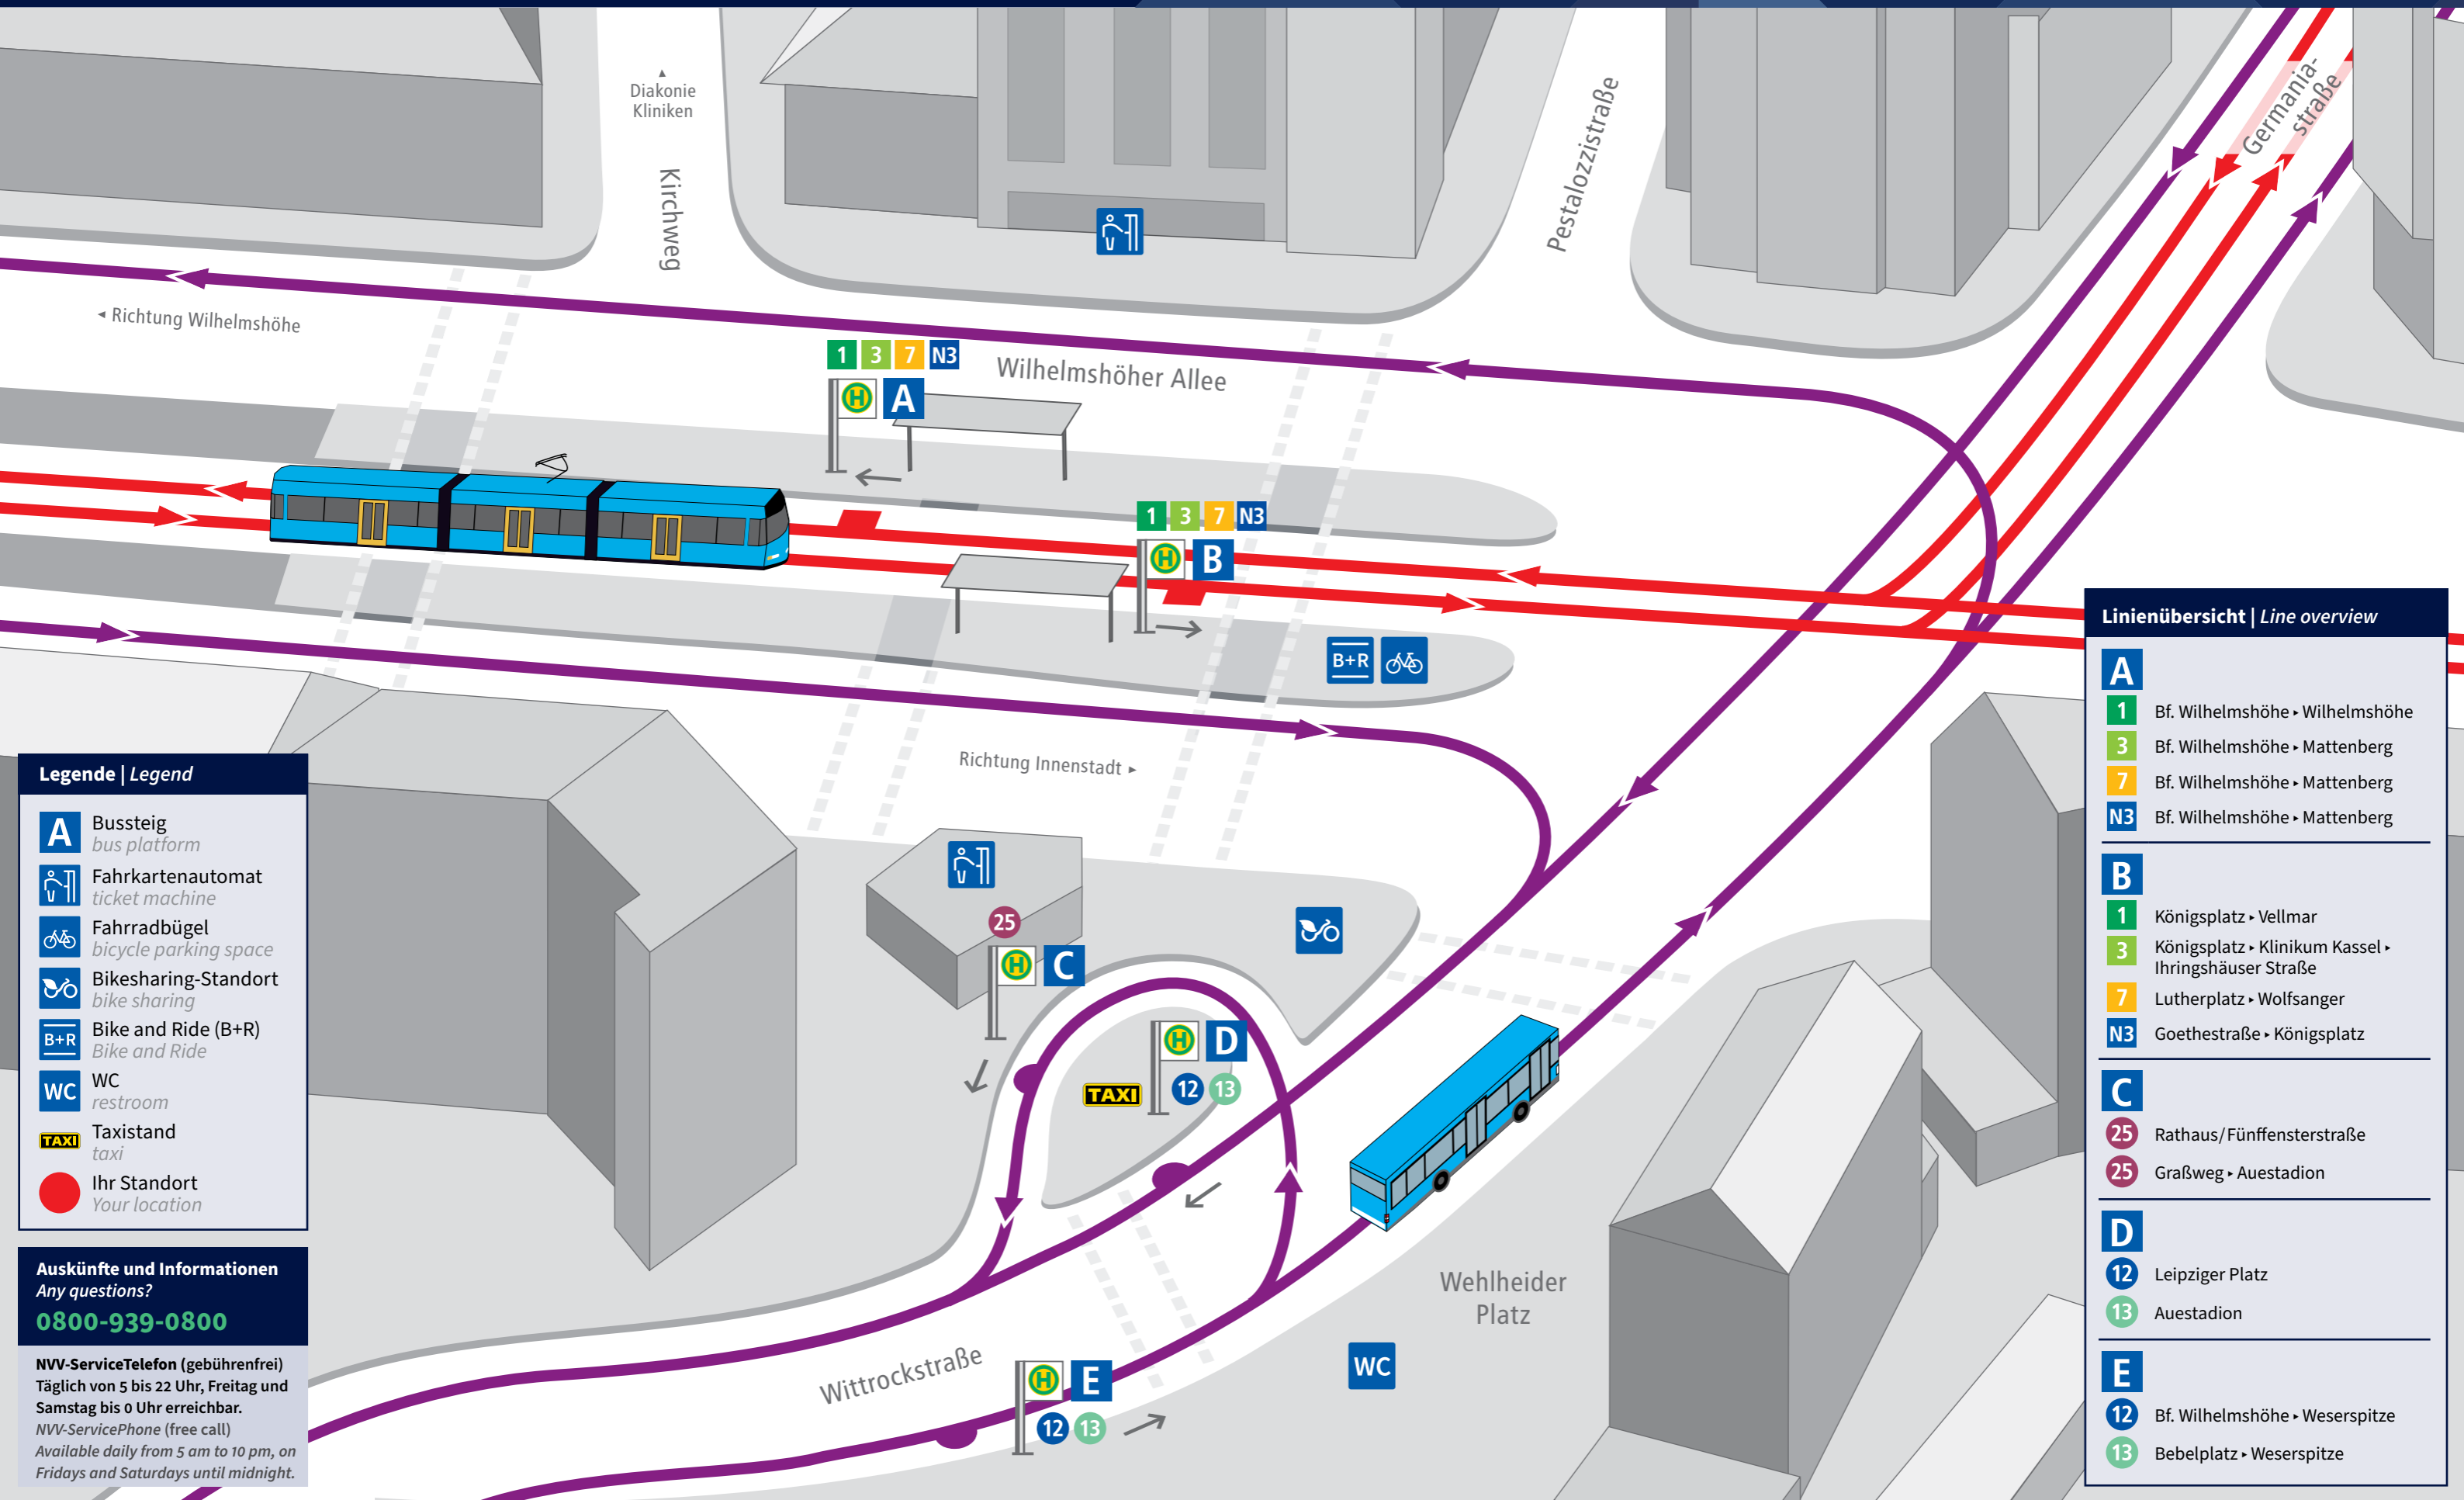 ▲
Diakonie
Kliniken
Kirchweg
Pestalozzistraße
Germania-
straße
◂ Richtung Wilhelmshöhe
Wilhelmshöher Allee
1 3 7 N3
H A
1 3 7 N3
H B
B+R
Richtung Innenstadt ▸
25
H C
H D
TAXI 12 13
Wehlheider
Platz
WC
Wittrockstraße
H E
12 13
Legende | Legend
A Bussteig
bus platform
Fahrkartenautomat
ticket machine
Fahrradbügel
bicycle parking space
Bikesharing-Standort
bike sharing
B+R Bike and Ride (B+R)
Bike and Ride
WC WC
restroom
TAXI Taxistand
taxi
Ihr Standort
Your location
Auskünfte und Informationen
Any questions?
0800-939-0800
NVV-ServiceTelefon (gebührenfrei)
Täglich von 5 bis 22 Uhr, Freitag und
Samstag bis 0 Uhr erreichbar.
NVV-ServicePhone (free call)
Available daily from 5 am to 10 pm, on
Fridays and Saturdays until midnight.
Linienübersicht | Line overview
A
1 Bf. Wilhelmshöhe ▸ Wilhelmshöhe
3 Bf. Wilhelmshöhe ▸ Mattenberg
7 Bf. Wilhelmshöhe ▸ Mattenberg
N3 Bf. Wilhelmshöhe ▸ Mattenberg
B
1 Königsplatz ▸ Vellmar
3 Königsplatz ▸ Klinikum Kassel ▸
Ihringshäuser Straße
7 Lutherplatz ▸ Wolfsanger
N3 Goethestraße ▸ Königsplatz
C
25 Rathaus/Fünffensterstraße
25 Graßweg ▸ Auestadion
D
12 Leipziger Platz
13 Auestadion
E
12 Bf. Wilhelmshöhe ▸ Weserspitze
13 Bebelplatz ▸ Weserspitze